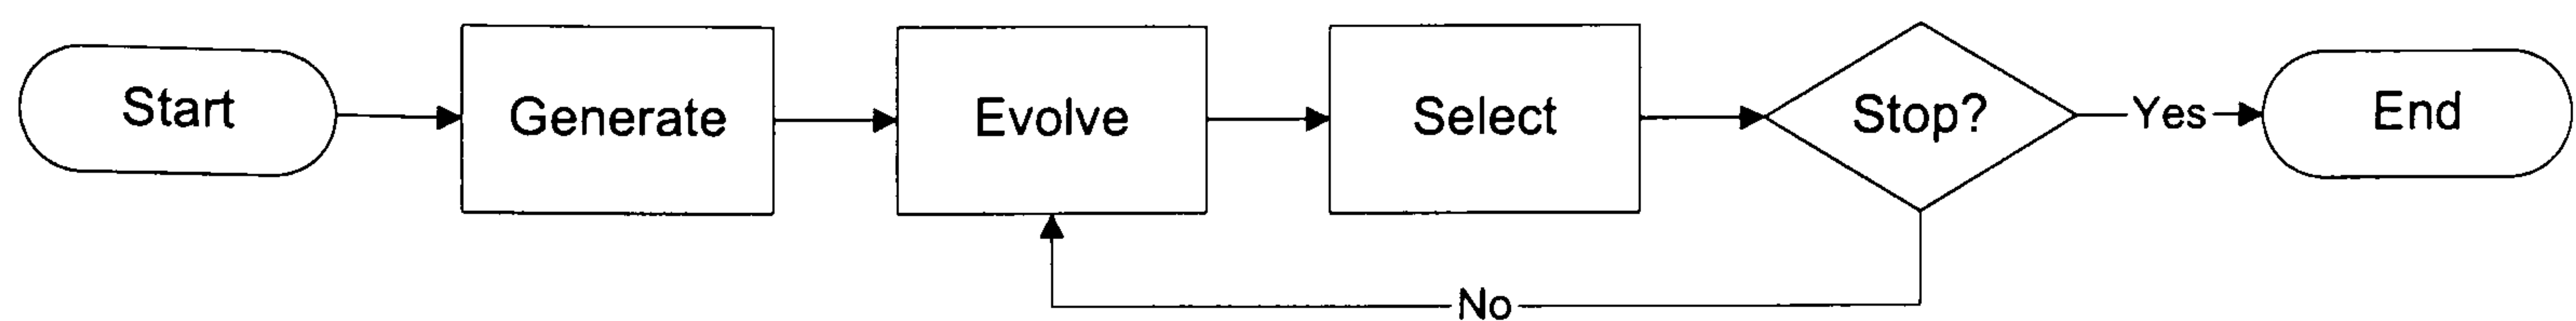 Start
Generate
Evolve
Select
Stop?
Yes
End
No